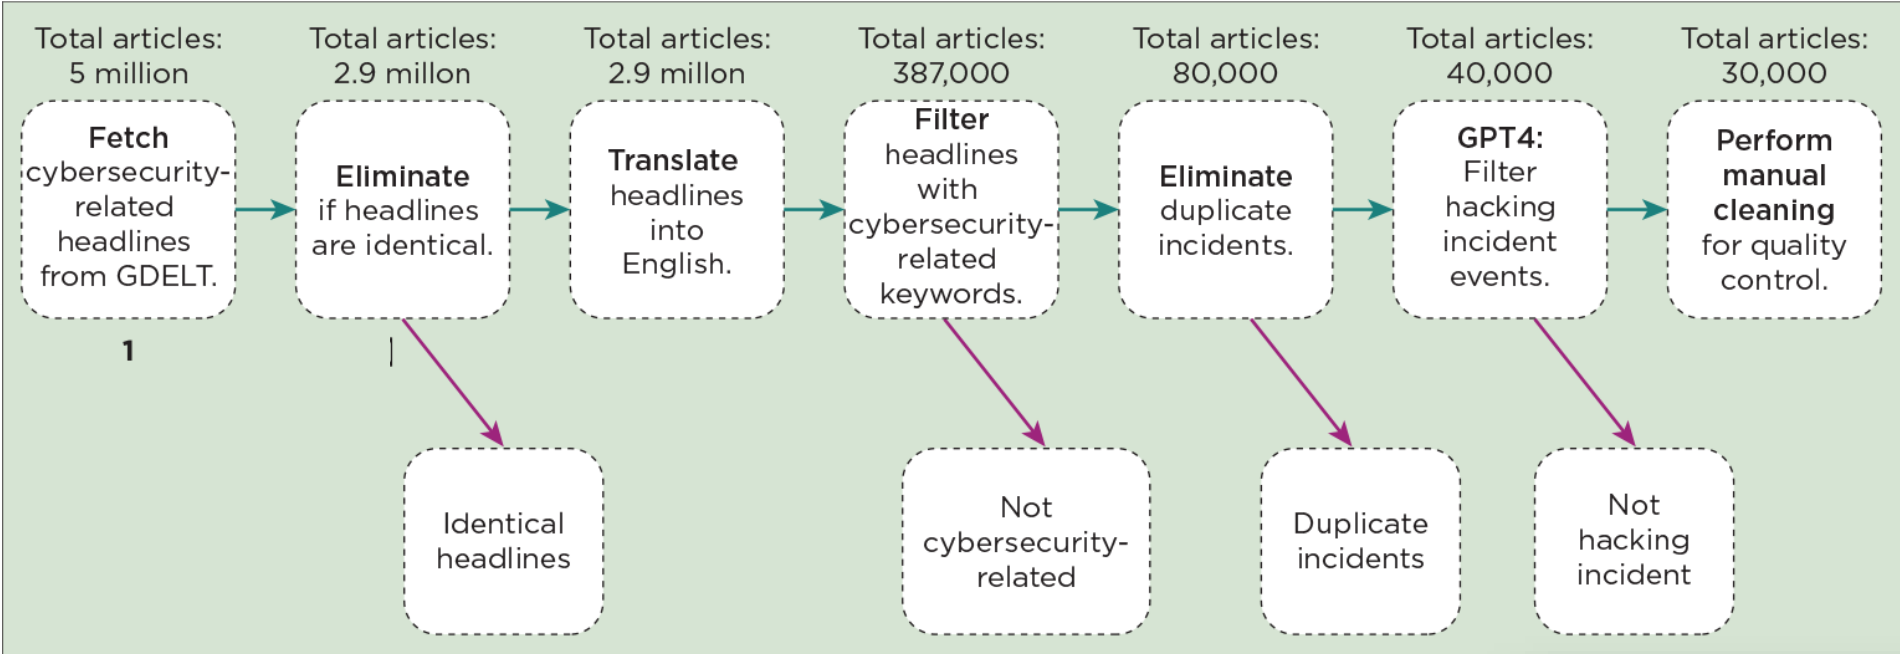 Total articles:
5 million
Total articles:
2.9 millon
Total articles:
2.9 millon
Total articles:
387,000
Total articles:
80,000
Total articles:
40,000
Total articles:
30,000
Fetch
cybersecurity-
related
headlines
from GDELT.
Eliminate
if headlines
are identical.
Translate
headlines
into
English.
Filter
headlines
with
cybersecurity-
related
keywords.
Eliminate
duplicate
incidents.
GPT4:
Filter
hacking
incident
events.
Perform
manual
cleaning
for quality
control.
1
Identical
headlines
Not
cybersecurity-
related
Duplicate
incidents
Not
hacking
incident